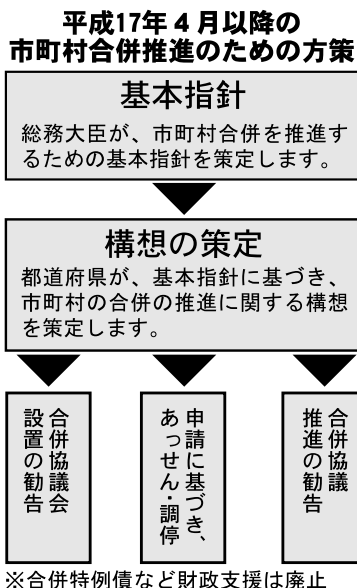 平成17年４月以降の
市町村合併推進のための方策
基本指針
総務大臣が、市町村合併を推進す
るための基本指針を策定します。
構想の策定
都道府県が、基本指針に基づき、
市町村の合併の推進に関する構想
を策定します。
合併協議会
設置の勧告
申請に基づき、
あっせん・調停
合併協議
推進の勧告
※合併特例債など財政支援は廃止